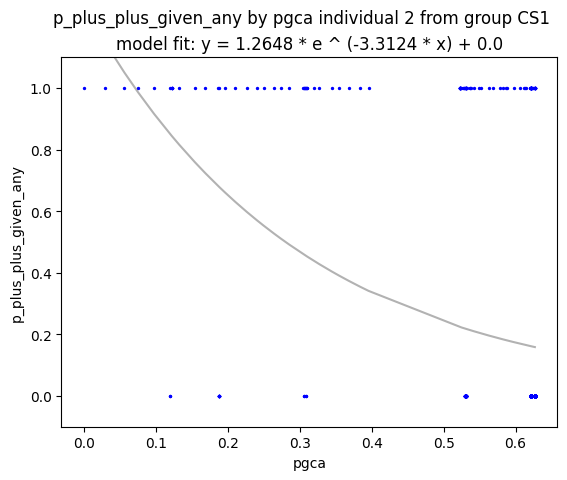 p_plus_plus_given_any by pgca individual 2 from group CS1
model fit: y = 1.2648 * e ^ (-3.3124 * x) + 0.0
1.0
0.8
0.6
0.4
0.2
0.0
p_plus_plus_given_any
0.0 0.1 0.2 0.3 0.4 0.5 0.6
pgca